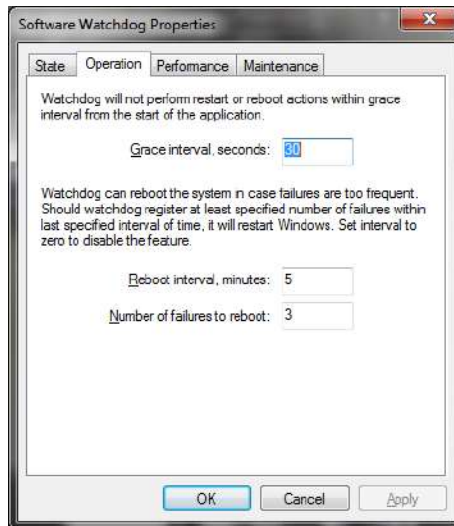 Software Watchdog Properties
State Operation Performance Maintenance
Watchdog will not perform restart or reboot actions within grace
interval from the start of the application.
Grace interval, seconds: 30
Watchdog can reboot the system in case failures are too frequent.
Should watchdog register at least specified number of failures within
last specified interval of time, it will restart Windows. Set interval to
zero to disable the feature.
Reboot interval, minutes: 5
Number of failures to reboot: 3
OK Cancel Apply